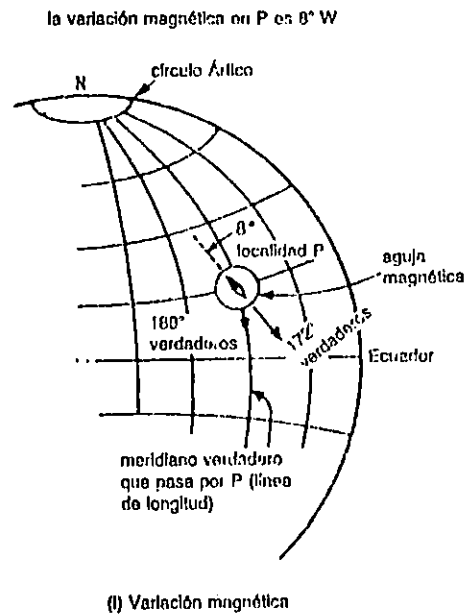 la variación magnética en P es 8° W
N
círculo Ártico
8°
localidad P
aguja
magnética
180°
verdaderos
172°
verdaderos
Ecuador
meridiano verdadero
que pasa por P (línea
de longitud)
(I) Variación magnética